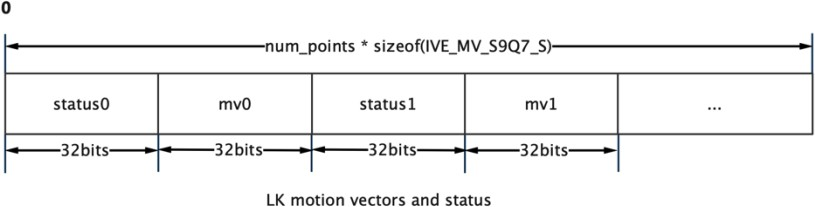 0
num_points * sizeof(IVE_MV_S9Q7_S)
status0 mv0 status1 mv1 ...
32bits 32bits 32bits 32bits
LK motion vectors and status